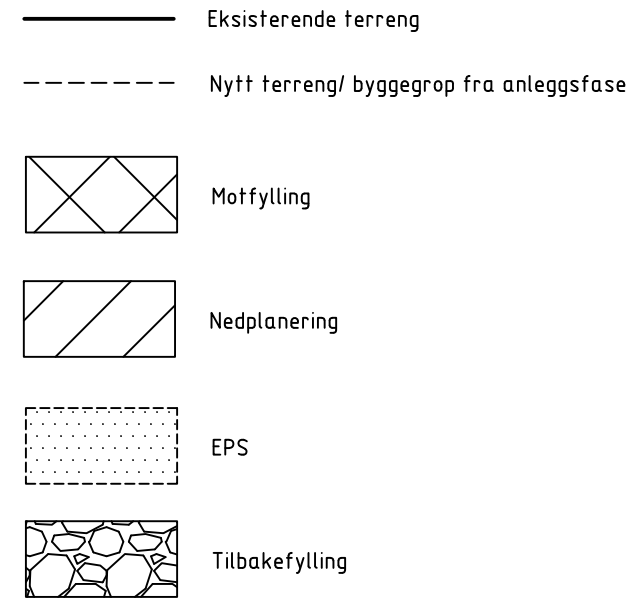 Eksisterende terreng
Nytt terreng/ byggegrop fra anleggsfase
Motfylling
Nedplanering
EPS
Tilbakefylling